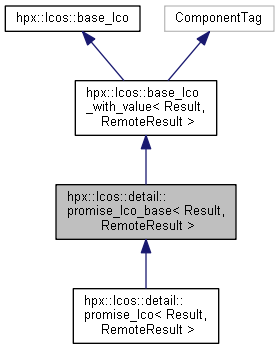 hpx::lcos::base_lco
ComponentTag
hpx::lcos::base_lco
_with_value< Result,
RemoteResult >
hpx::lcos::detail::
promise_lco_base< Result,
RemoteResult >
hpx::lcos::detail::
promise_lco< Result,
RemoteResult >